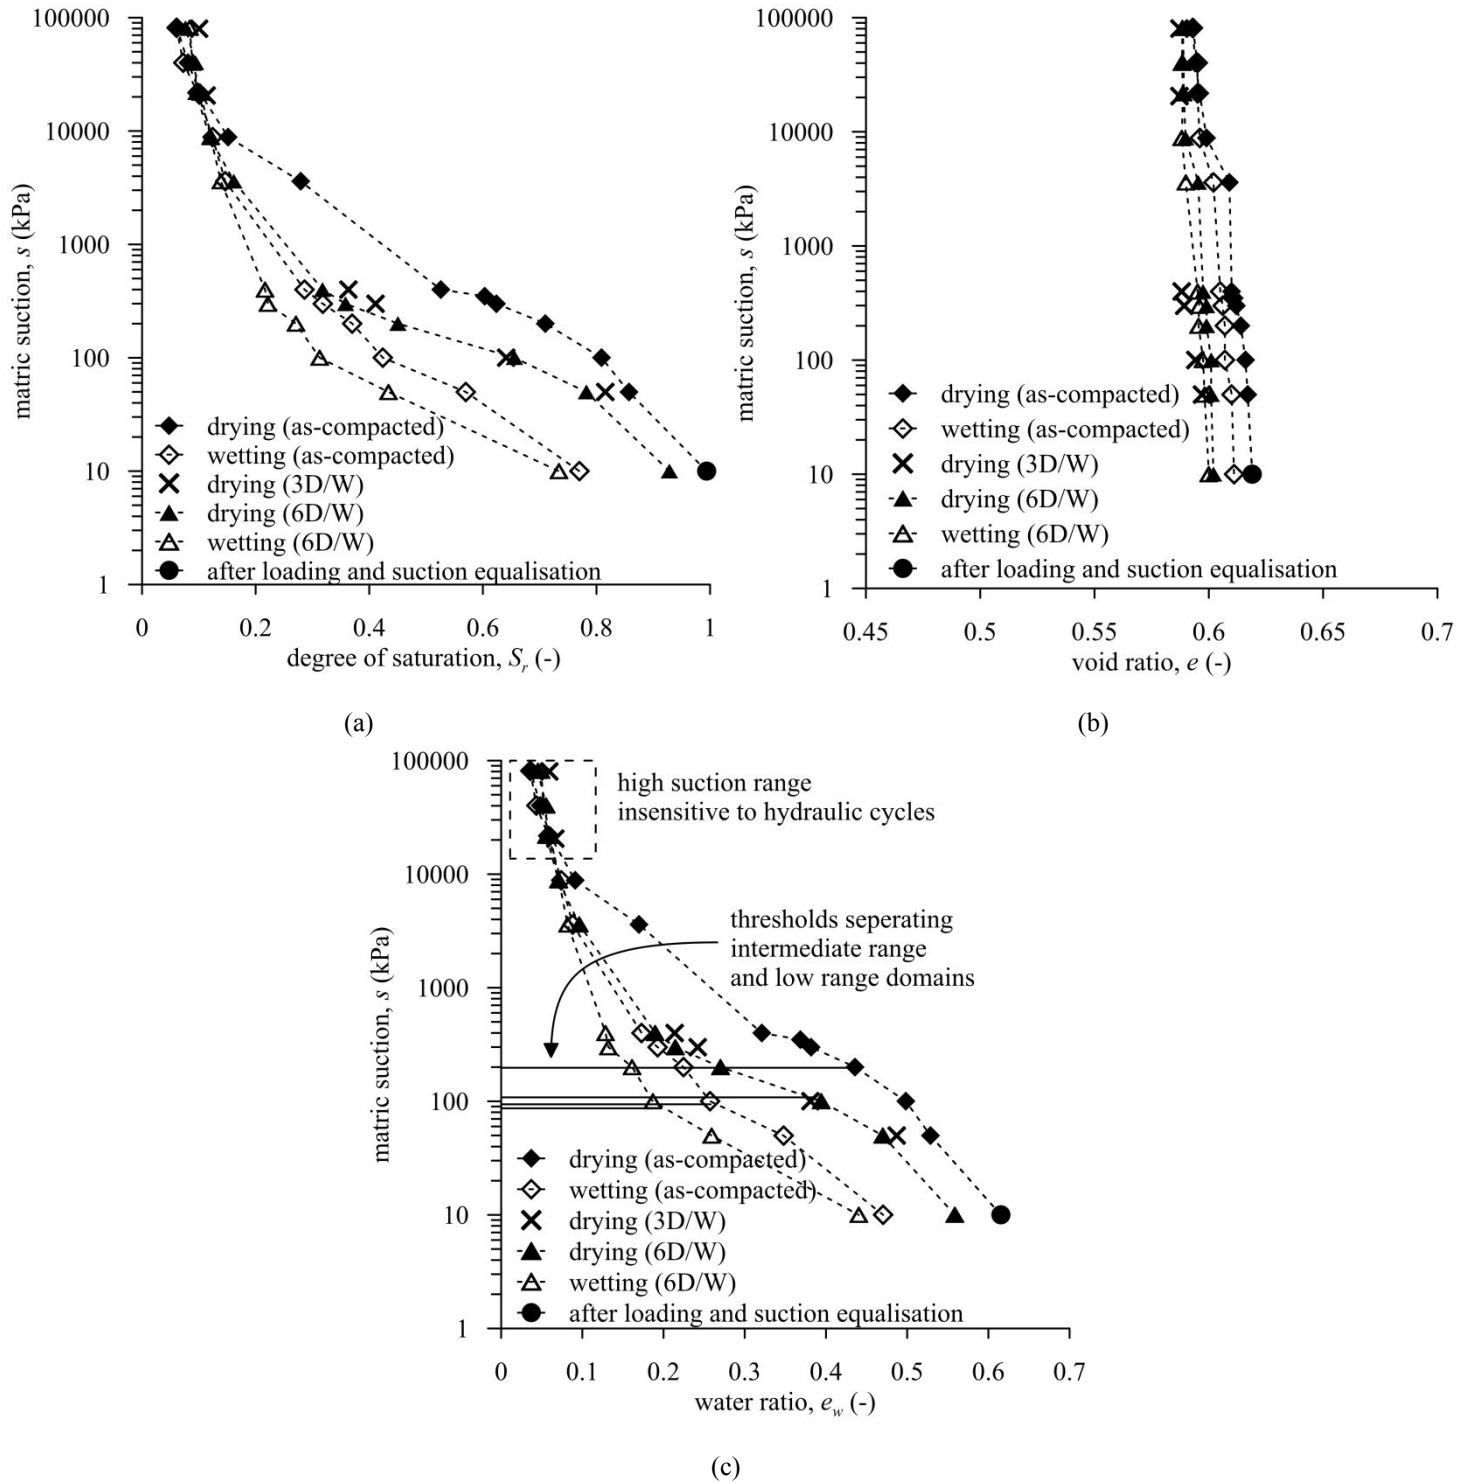 100000
10000
1000
100
10
1
matric suction, s (kPa)
drying (as-compacted)
wetting (as-compacted)
drying (3D/W)
drying (6D/W)
wetting (6D/W)
after loading and suction equalisation
0 0.2 0.4 0.6 0.8 1
degree of saturation, Sr (-)
(a)
100000
10000
1000
100
10
1
matric suction, s (kPa)
drying (as-compacted)
wetting (as-compacted)
drying (3D/W)
drying (6D/W)
wetting (6D/W)
after loading and suction equalisation
0.45 0.5 0.55 0.6 0.65 0.7
void ratio, e (-)
(b)
100000
10000
1000
100
10
1
matric suction, s (kPa)
high suction range
insensitive to hydraulic cycles
thresholds seperating
intermediate range
and low range domains
drying (as-compacted)
wetting (as-compacted)
drying (3D/W)
drying (6D/W)
wetting (6D/W)
after loading and suction equalisation
0 0.1 0.2 0.3 0.4 0.5 0.6 0.7
water ratio, ew (-)
(c)